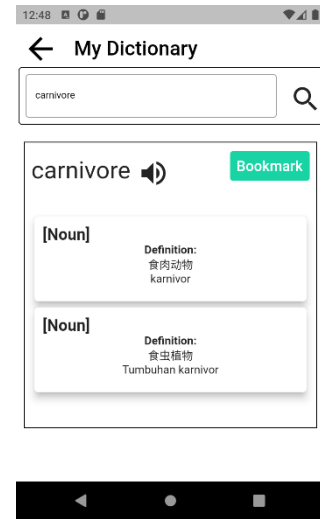 12:48
My Dictionary
carnivore
carnivore
Bookmark
[Noun]
Definition:
食肉动物
karnivor
[Noun]
Definition:
食虫植物
Tumbuhan karnivor